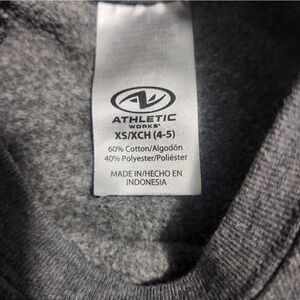 ATHLETIC
WORKS
XS/XCH (4-5)
60% Cotton/Algodón
40% Polyester/Poliéster
MADE IN/HECHO EN
INDONESIA